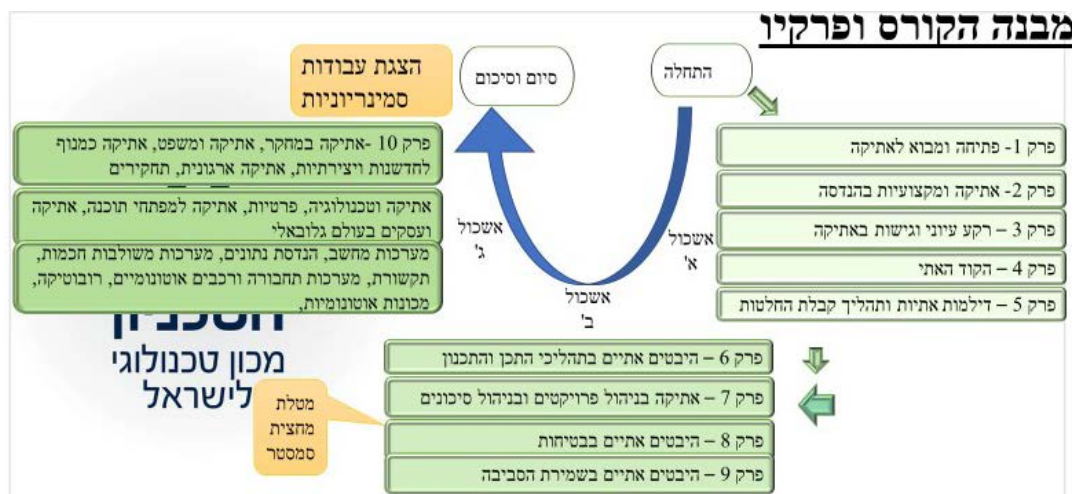 מבנה הקורס ופרקיו
התחלה
סיום וסיכום
הצגת עבודות
סמינריוניות
פרק 1- פתיחה ומבוא לאתיקה
פרק 2- אתיקה ומקצועיות בהנדסה
פרק 3 – רקע עיוני וגישות באתיקה
פרק 4 – הקוד האתי
פרק 5 – דילמות אתיות ותהליך קבלת החלטות
אשכול
א'
אשכול
ב'
אשכול
ג'
פרק 6 – היבטים אתיים בתהליכי התכן והתכנון
פרק 7 – אתיקה בניהול פרויקטים ובניהול סיכונים
פרק 8 – היבטים אתיים בבטיחות
פרק 9 – היבטים אתיים בשמירת הסביבה
מטלת
מחצית
סמסטר
פרק 10 -אתיקה במחקר, אתיקה ומשפט, אתיקה כמנוף
לחדשנות ויצירתיות, אתיקה ארגונית, תחקירים
אתיקה וטכנולוגיה, פרטיות, אתיקה למפתחי תוכנה, אתיקה
ועסקים בעולם גלובאלי
מערכות מחשב, הנדסת נתונים, מערכות משולבות חכמות,
תקשורת, מערכות תחבורה ורכבים אוטונומיים, רובוטיקה,
מכונות אוטונומיות,
הטכניון
מכון טכנולוגי
לישראל